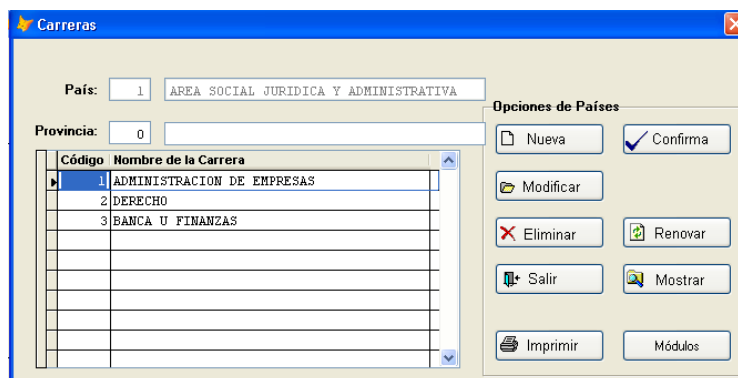 Carreras
País: 1 AREA SOCIAL JURIDICA Y ADMINISTRATIVA
Provincia: 0
Código Nombre de la Carrera
1 ADMINISTRACION DE EMPRESAS
2 DERECHO
3 BANCA U FINANZAS
Opciones de Países
Nueva Confirma
Modificar
Eliminar Renovar
Salir Mostrar
Imprimir Módulos